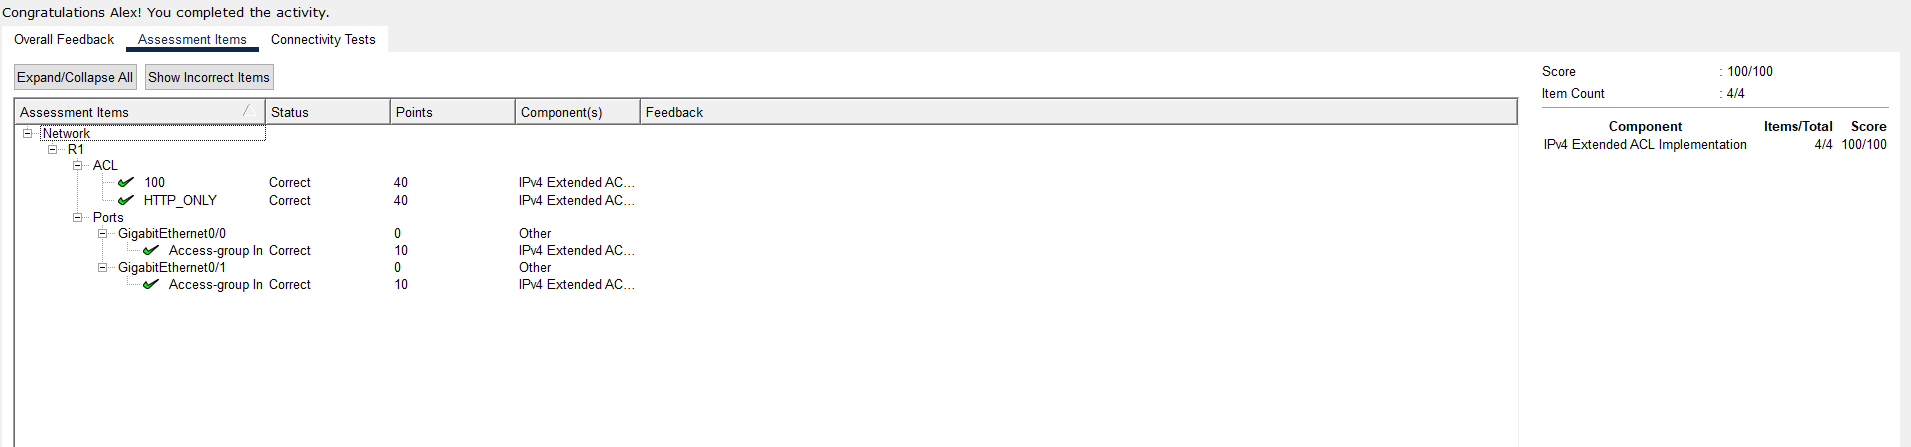 Congratulations Alex! You completed the activity.
Overall Feedback Assessment Items Connectivity Tests
Expand/Collapse All Show Incorrect Items
Assessment Items Status Points Component(s) Feedback
Network
R1
ACL
100 Correct 40 IPv4 Extended AC...
HTTP_ONLY Correct 40 IPv4 Extended AC...
Ports
GigabitEthernet0/0 0 Other
Access-group In Correct 10 IPv4 Extended AC...
GigabitEthernet0/1 0 Other
Access-group In Correct 10 IPv4 Extended AC...
Score : 100/100
Item Count : 4/4
Component Items/Total Score
IPv4 Extended ACL Implementation 4/4 100/100